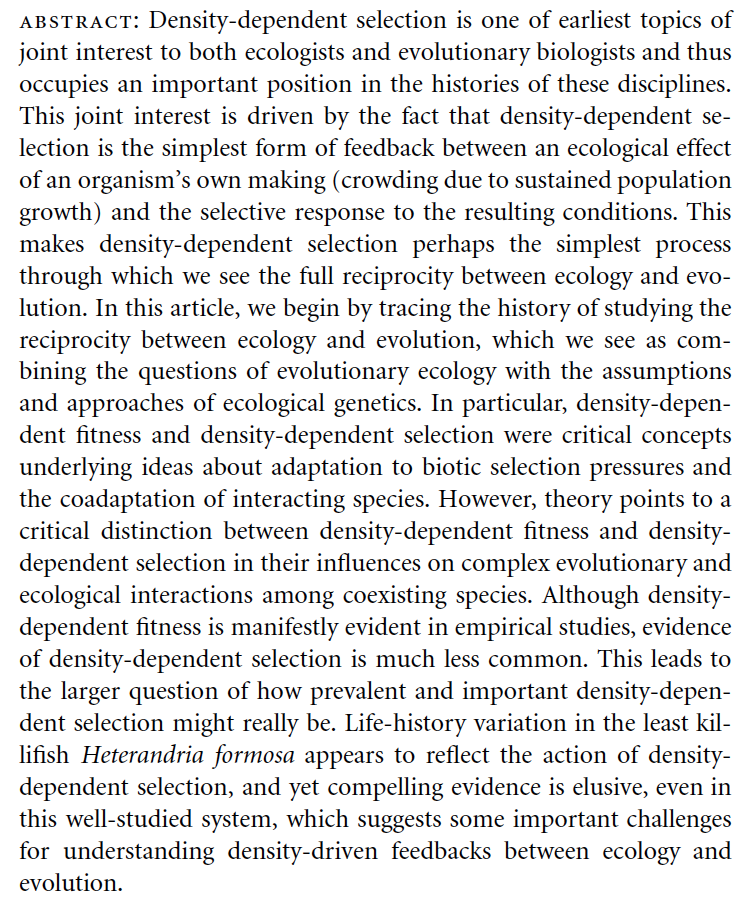 ABSTRACT: Density-dependent selection is one of earliest topics of
joint interest to both ecologists and evolutionary biologists and thus
occupies an important position in the histories of these disciplines.
This joint interest is driven by the fact that density-dependent se-
lection is the simplest form of feedback between an ecological effect
of an organism’s own making (crowding due to sustained population
growth) and the selective response to the resulting conditions. This
makes density-dependent selection perhaps the simplest process
through which we see the full reciprocity between ecology and evo-
lution. In this article, we begin by tracing the history of studying the
reciprocity between ecology and evolution, which we see as com-
bining the questions of evolutionary ecology with the assumptions
and approaches of ecological genetics. In particular, density-depen-
dent fitness and density-dependent selection were critical concepts
underlying ideas about adaptation to biotic selection pressures and
the coadaptation of interacting species. However, theory points to a
critical distinction between density-dependent fitness and density-
dependent selection in their influences on complex evolutionary and
ecological interactions among coexisting species. Although density-
dependent fitness is manifestly evident in empirical studies, evidence
of density-dependent selection is much less common. This leads to
the larger question of how prevalent and important density-depen-
dent selection might really be. Life-history variation in the least kil-
lifish Heterandria formosa appears to reflect the action of density-
dependent selection, and yet compelling evidence is elusive, even in
this well-studied system, which suggests some important challenges
for understanding density-driven feedbacks between ecology and
evolution.